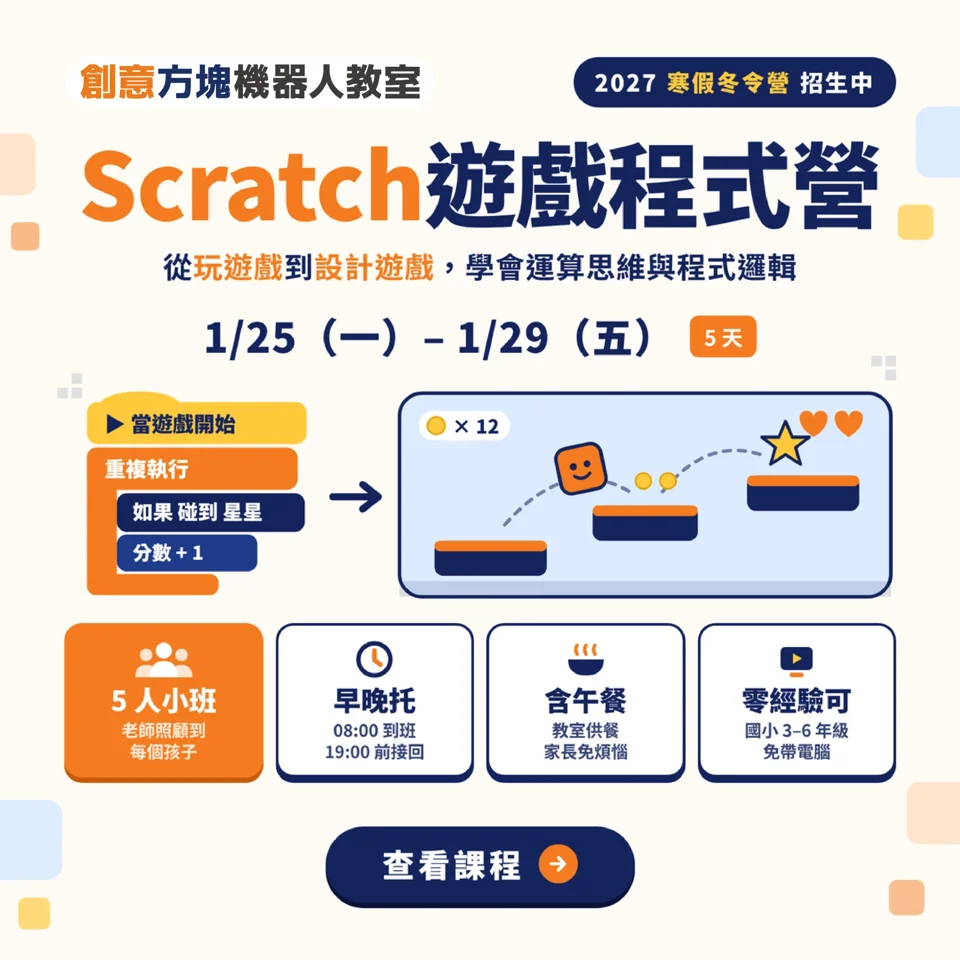 創意方塊機器人教室
2027 寒假冬令營 招生中
Scratch遊戲程式營
從玩遊戲到設計遊戲，學會運算思維與程式邏輯
1/25（一）– 1/29（五）
5 天
▶ 當遊戲開始
重複執行
如果 碰到 星星
分數 + 1
× 12
5 人小班
老師照顧到
每個孩子
早晚托
08:00 到班
19:00 前接回
含午餐
教室供餐
家長免煩惱
零經驗可
國小 3–6 年級
免帶電腦
查看課程